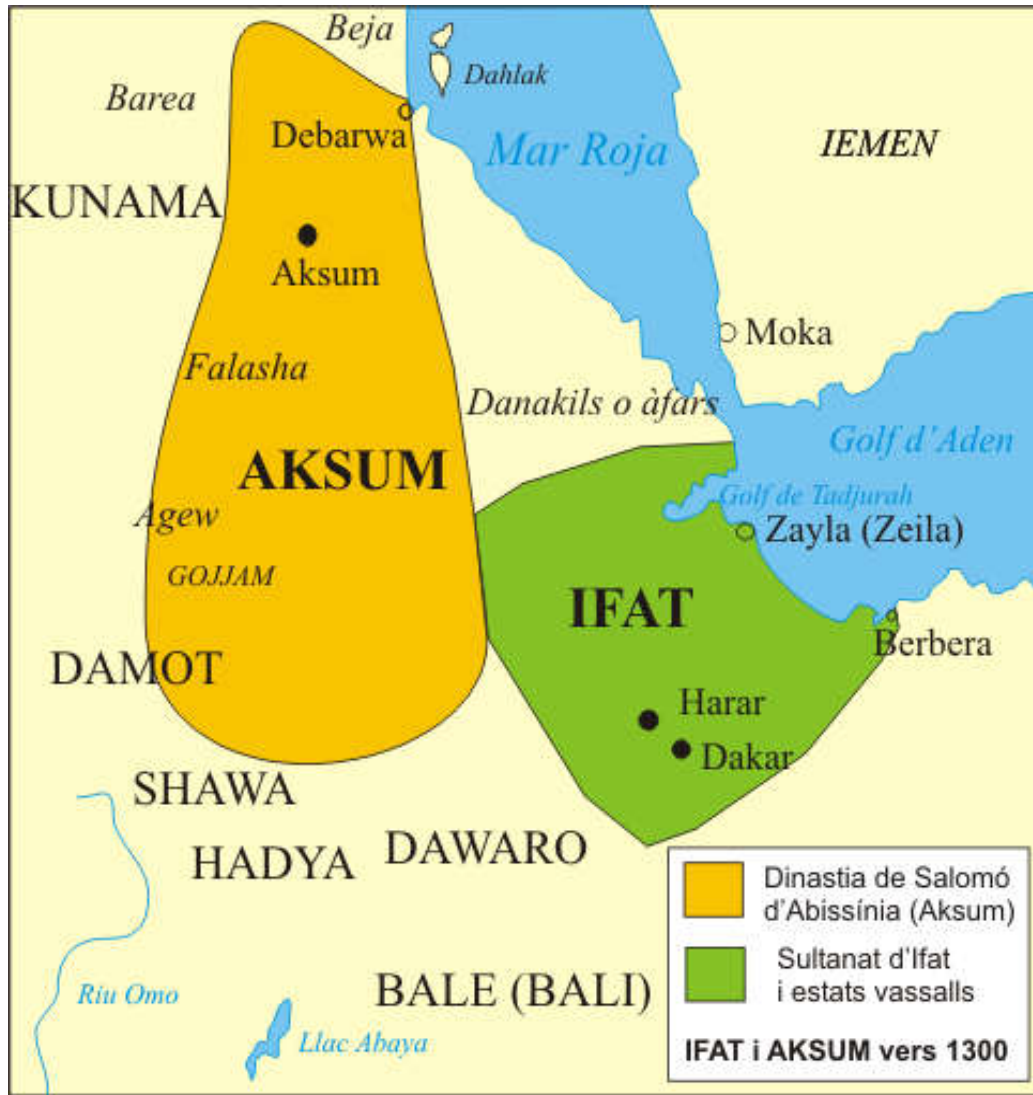 Beja
Dahlak
Barea
Debarwa
Mar Roja
IEMEN
KUNAMA
Aksum
Moka
Falasha
Danakils o àfars
Golf d'Aden
AKSUM
Golf de Tadjurah
Agew
Zayla (Zeila)
GOJJAM
IFAT
Berbera
DAMOT
Harar
Dakar
SHAWA
DAWARO
HADYA
Dinastia de Salomó
d'Abissínia (Aksum)
Sultanat d'Ifat
i estats vassalls
Riu Omo
BALE (BALI)
Llac Abaya
IFAT i AKSUM vers 1300